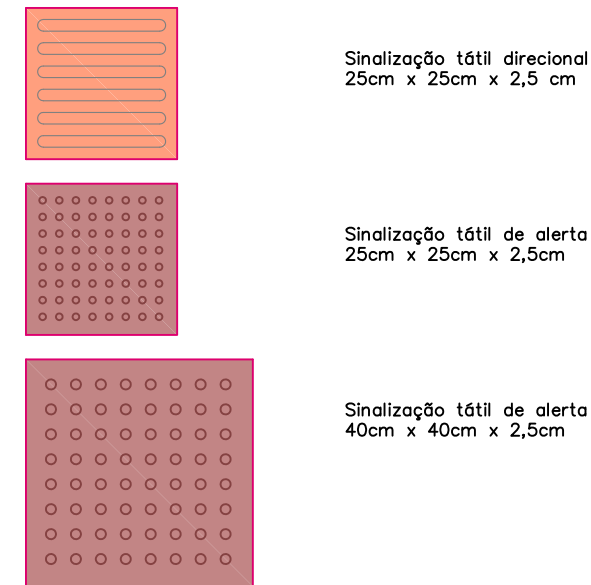 Sinalização tátil direcional
25cm x 25cm x 2,5 cm
Sinalização tátil de alerta
25cm x 25cm x 2,5cm
Sinalização tátil de alerta
40cm x 40cm x 2,5cm